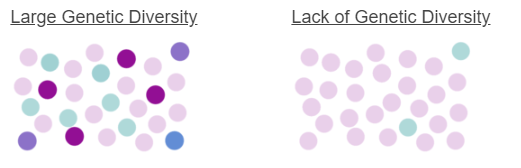 Large Genetic Diversity
Lack of Genetic Diversity